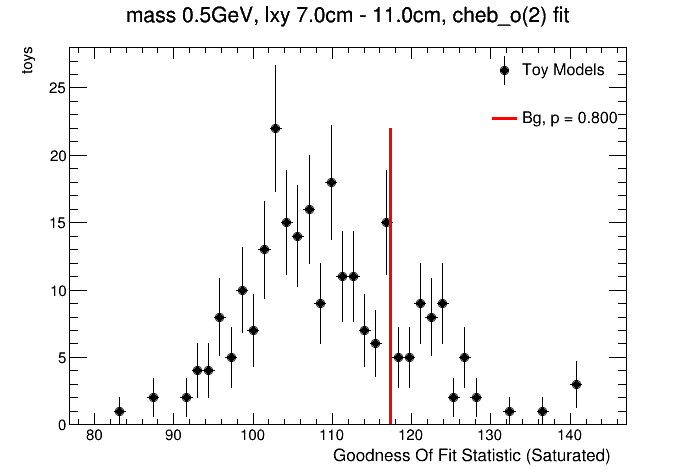 mass 0.5GeV, lxy 7.0cm - 11.0cm, cheb_o(2) fit
toys
Toy Models
Bg, p = 0.800
25
20
15
10
5
0
80 90 100 110 120 130 140
Goodness Of Fit Statistic (Saturated)